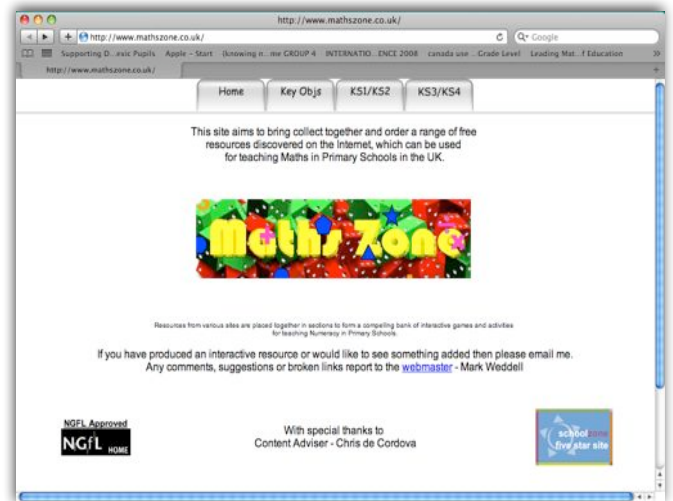 http://www.mathszone.co.uk/
http://www.mathszone.co.uk/
Google
Supporting D...exic Pupils Apple - Start (knowing n...me GROUP 4 INTERNATIO...ENCE 2008 canada use ...Grade Level Leading Mat...f Education
http://www.mathszone.co.uk/
Home Key Objs KS1/KS2 KS3/KS4
This site aims to bring collect together and order a range of free
resources discovered on the Internet, which can be used
for teaching Maths in Primary Schools in the UK.
Maths Zone
Resources from various sites are placed together in sections to form a compelling bank of interactive games and activities
for teaching Numeracy in Primary Schools.
If you have produced an interactive resource or would like to see something added then please email me.
Any comments, suggestions or broken links report to the webmaster - Mark Weddell
NGFL Approved
NGfL HOME
With special thanks to
Content Adviser - Chris de Cordova
schoolzone
five star site